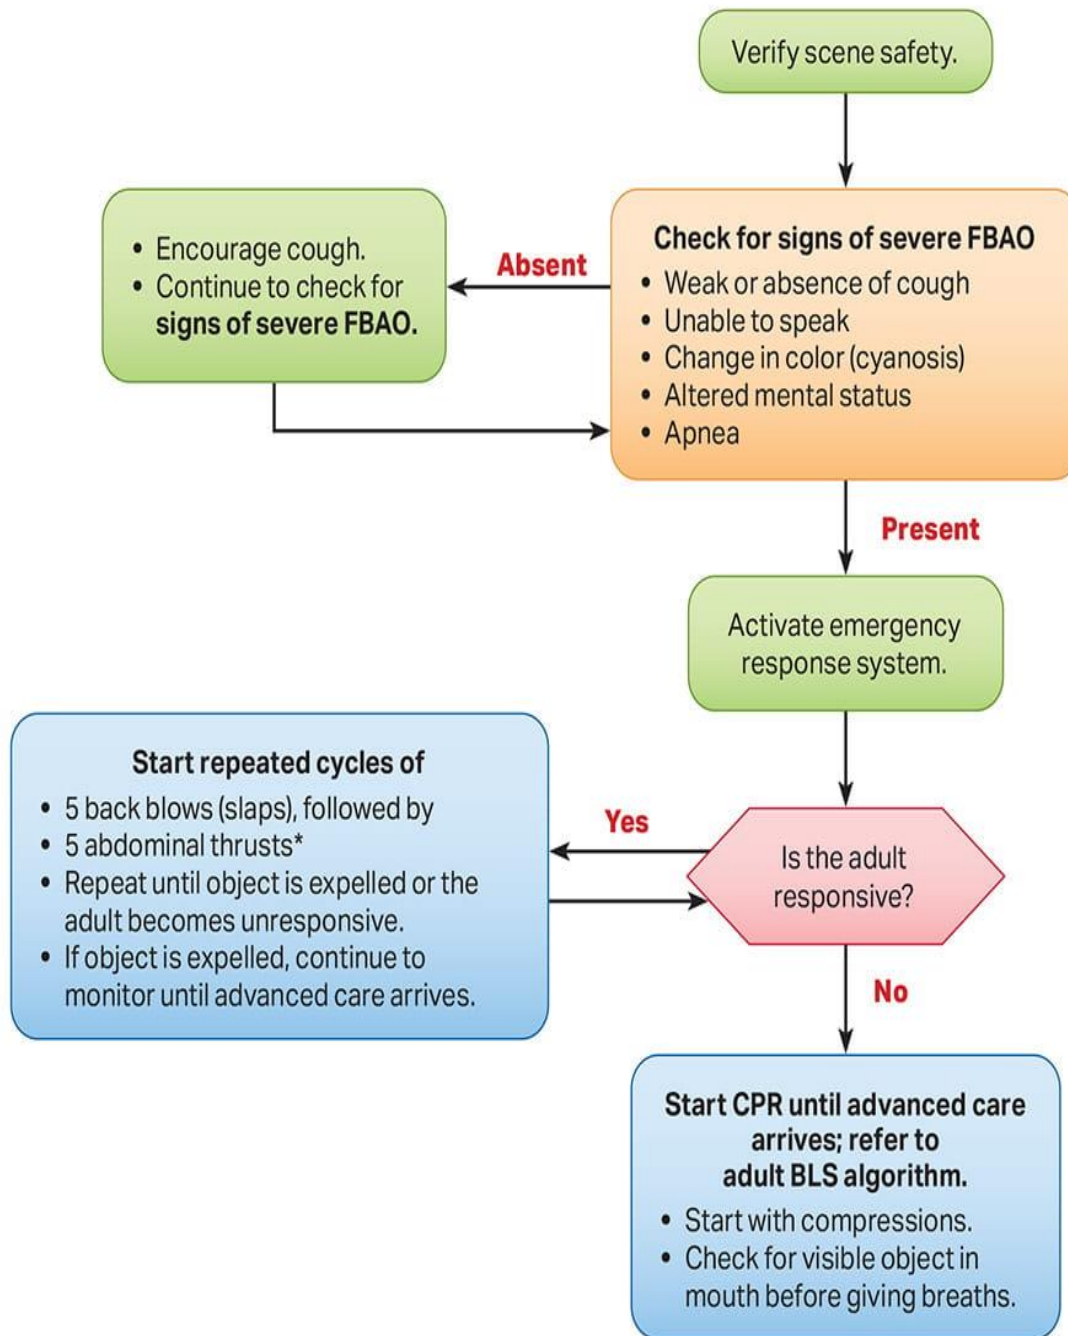 Verify scene safety.
Check for signs of severe FBAO
• Weak or absence of cough
• Unable to speak
• Change in color (cyanosis)
• Altered mental status
• Apnea
Absent
• Encourage cough.
• Continue to check for
signs of severe FBAO.
Present
Activate emergency
response system.
Is the adult
responsive?
Yes
Start repeated cycles of
• 5 back blows (slaps), followed by
• 5 abdominal thrusts*
• Repeat until object is expelled or the
adult becomes unresponsive.
• If object is expelled, continue to
monitor until advanced care arrives.
No
Start CPR until advanced care
arrives; refer to
adult BLS algorithm.
• Start with compressions.
• Check for visible object in
mouth before giving breaths.